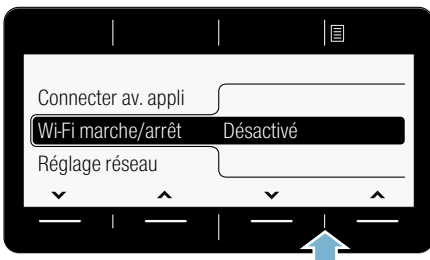 Connecter av. appli
Wi-Fi marche/arrêt Désactivé
Réglage réseau